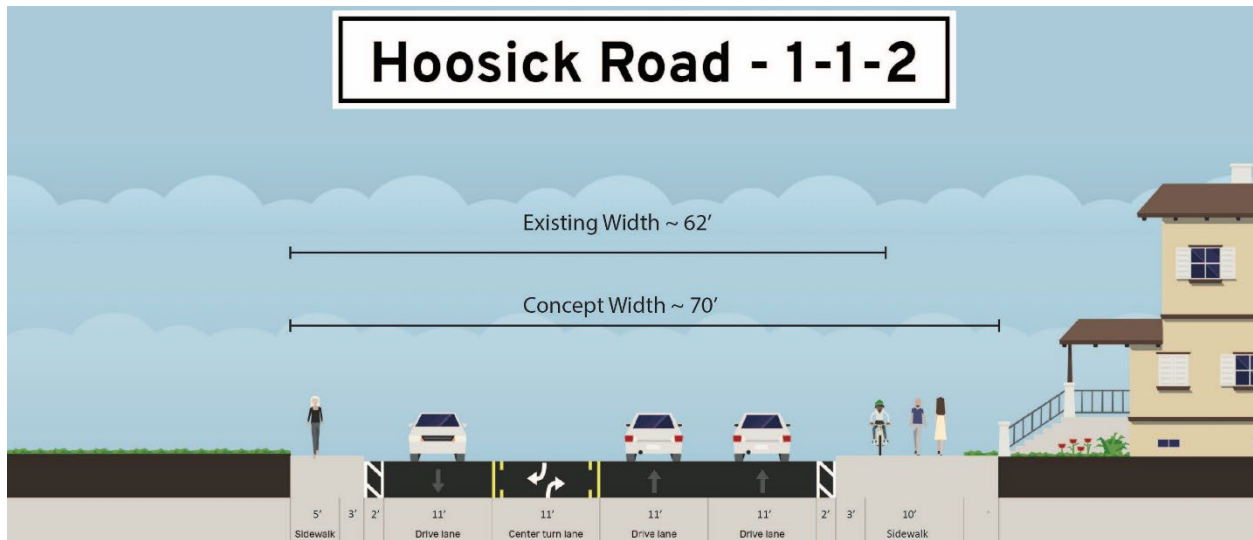 Hoosick Road - 1-1-2
Existing Width ~ 62’
Concept Width ~ 70’
5’ 3’ 2’ 11’ 11’ 11’ 11’ 2’ 3’ 10’
Sidewalk Drive lane Center turn lane Drive lane Drive lane Sidewalk